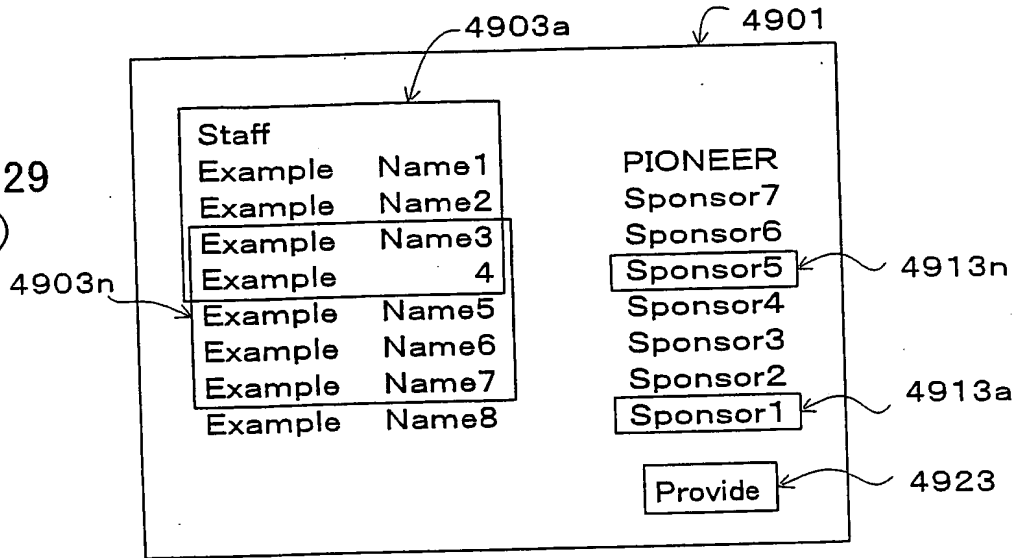 4903a
4901
29
Staff
Example Name1
Example Name2
Example Name3
Example 4
Example Name5
Example Name6
Example Name7
Example Name8
4903n
PIONEER
Sponsor7
Sponsor6
Sponsor5
Sponsor4
Sponsor3
Sponsor2
Sponsor1
4913n
4913a
Provide
4923